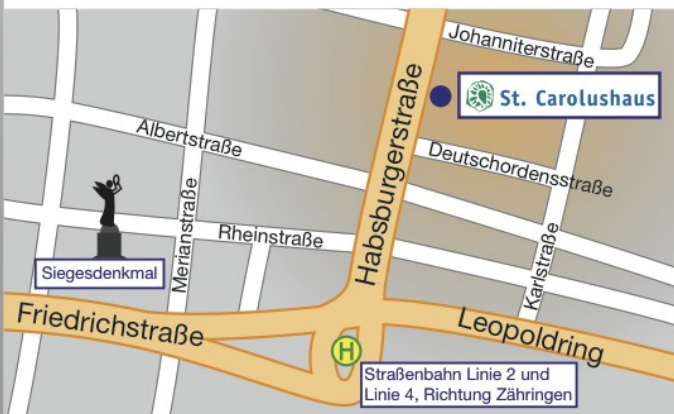 Johanniterstraße
St. Carolushaus
Habsburgerstraße
Albertstraße
Deutschordensstraße
Merianstraße
Rheinstraße
Karlstraße
Siegesdenkmal
Friedrichstraße
Leopoldring
H
Straßenbahn Linie 2 und
Linie 4, Richtung Zähringen